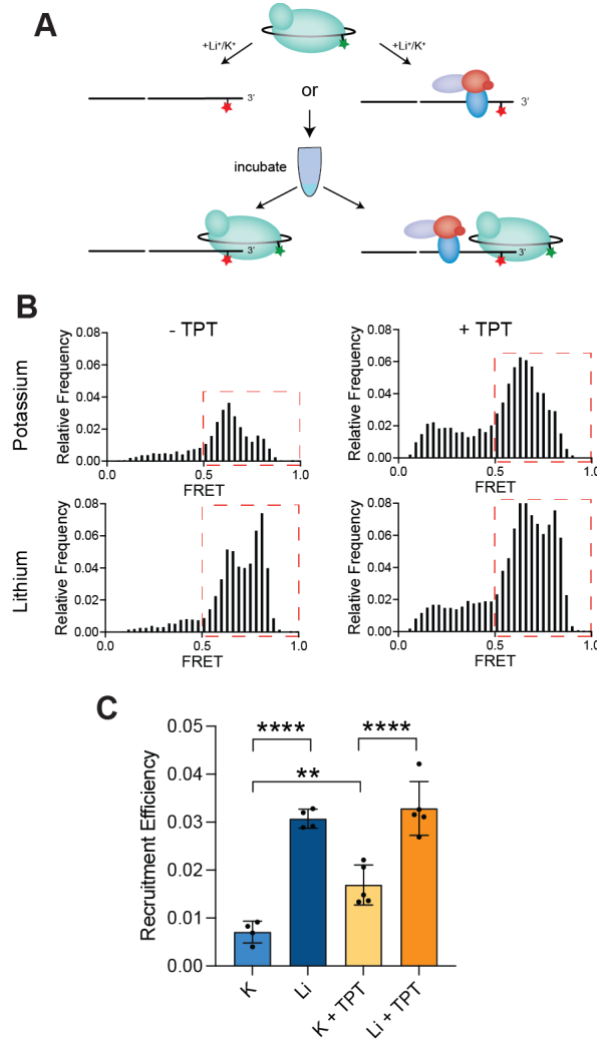 A
+Li⁺/K⁺ +Li⁺/K⁺
3' or 3'
incubate
3' 3'
B
- TPT + TPT
Potassium
Relative Frequency
0.08
0.06
0.04
0.02
0.00
0.0 0.5 1.0
FRET
Relative Frequency
0.08
0.06
0.04
0.02
0.00
0.0 0.5 1.0
FRET
Lithium
Relative Frequency
0.08
0.06
0.04
0.02
0.00
0.0 0.5 1.0
FRET
Relative Frequency
0.08
0.06
0.04
0.02
0.00
0.0 0.5 1.0
FRET
C
Recruitment Efficiency
0.05
0.04
0.03
0.02
0.01
0.00
**** ****
**
K Li K + TPT Li + TPT